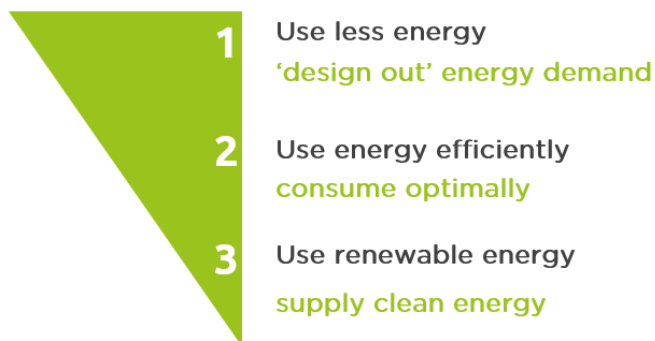 1
Use less energy
‘design out’ energy demand
2
Use energy efficiently
consume optimally
3
Use renewable energy
supply clean energy